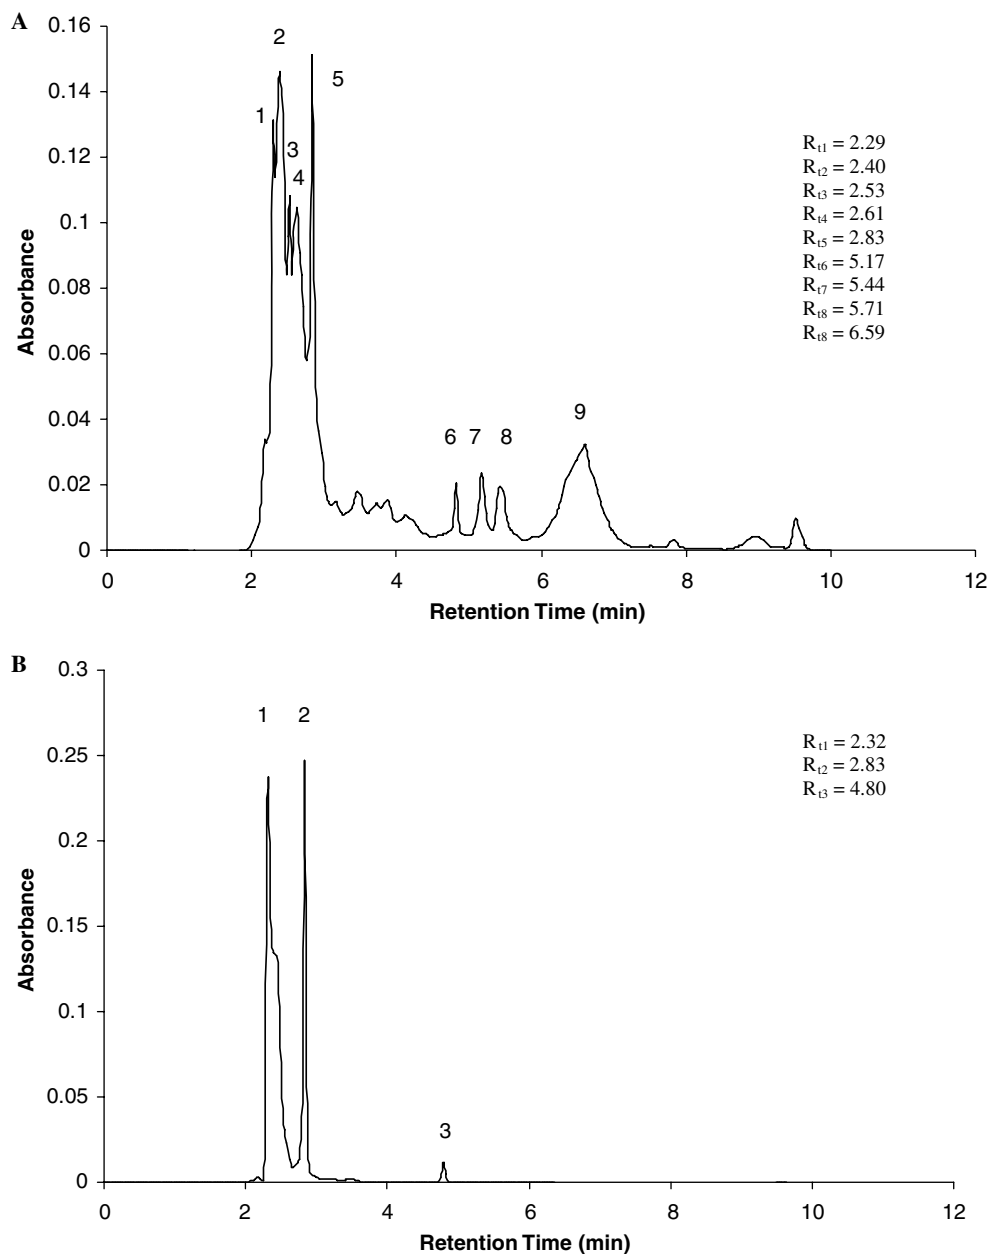 A
0.16
0.14
0.12
0.1
0.08
0.06
0.04
0.02
0
Absorbance
1
2
3
4
5
6
7
8
9
Rt1 = 2.29
Rt2 = 2.40
Rt3 = 2.53
Rt4 = 2.61
Rt5 = 2.83
Rt6 = 5.17
Rt7 = 5.44
Rt8 = 5.71
Rt8 = 6.59
0 2 4 6 8 10 12
Retention Time (min)
B
0.3
0.25
0.2
0.15
0.1
0.05
0
Absorbance
1 2
3
Rt1 = 2.32
Rt2 = 2.83
Rt3 = 4.80
0 2 4 6 8 10 12
Retention Time (min)